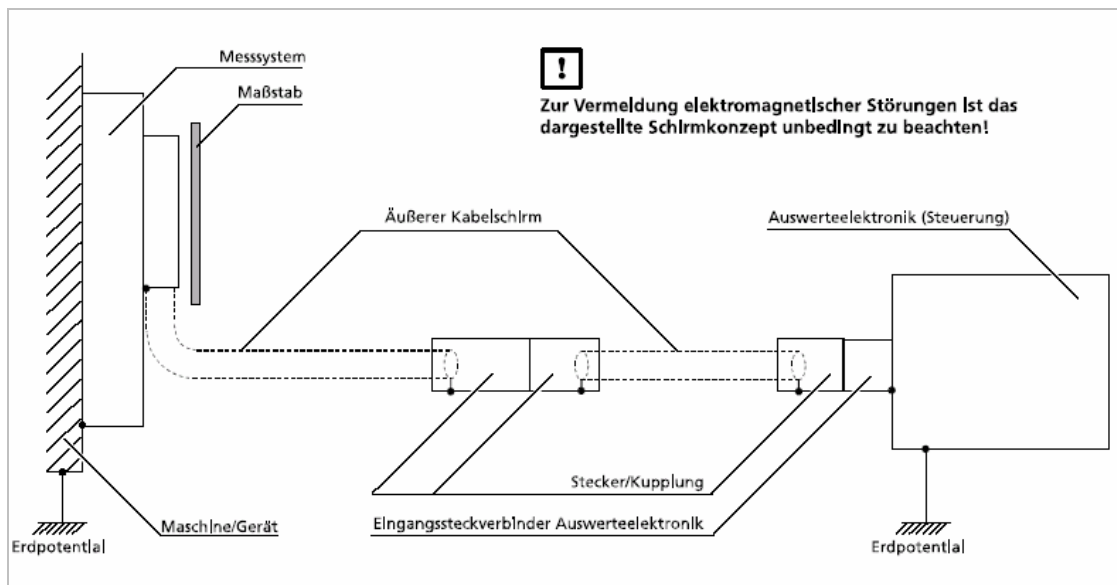 Messsystem
Maßstab
!
Zur Vermeidung elektromagnetischer Störungen ist das
dargestellte Schirmkonzept unbedingt zu beachten!
Äußerer Kabelschirm
Auswerteelektronik (Steuerung)
Stecker/Kupplung
Eingangssteckverbinder Auswerteelektronik
Maschine/Gerät
Erdpotential
Erdpotential